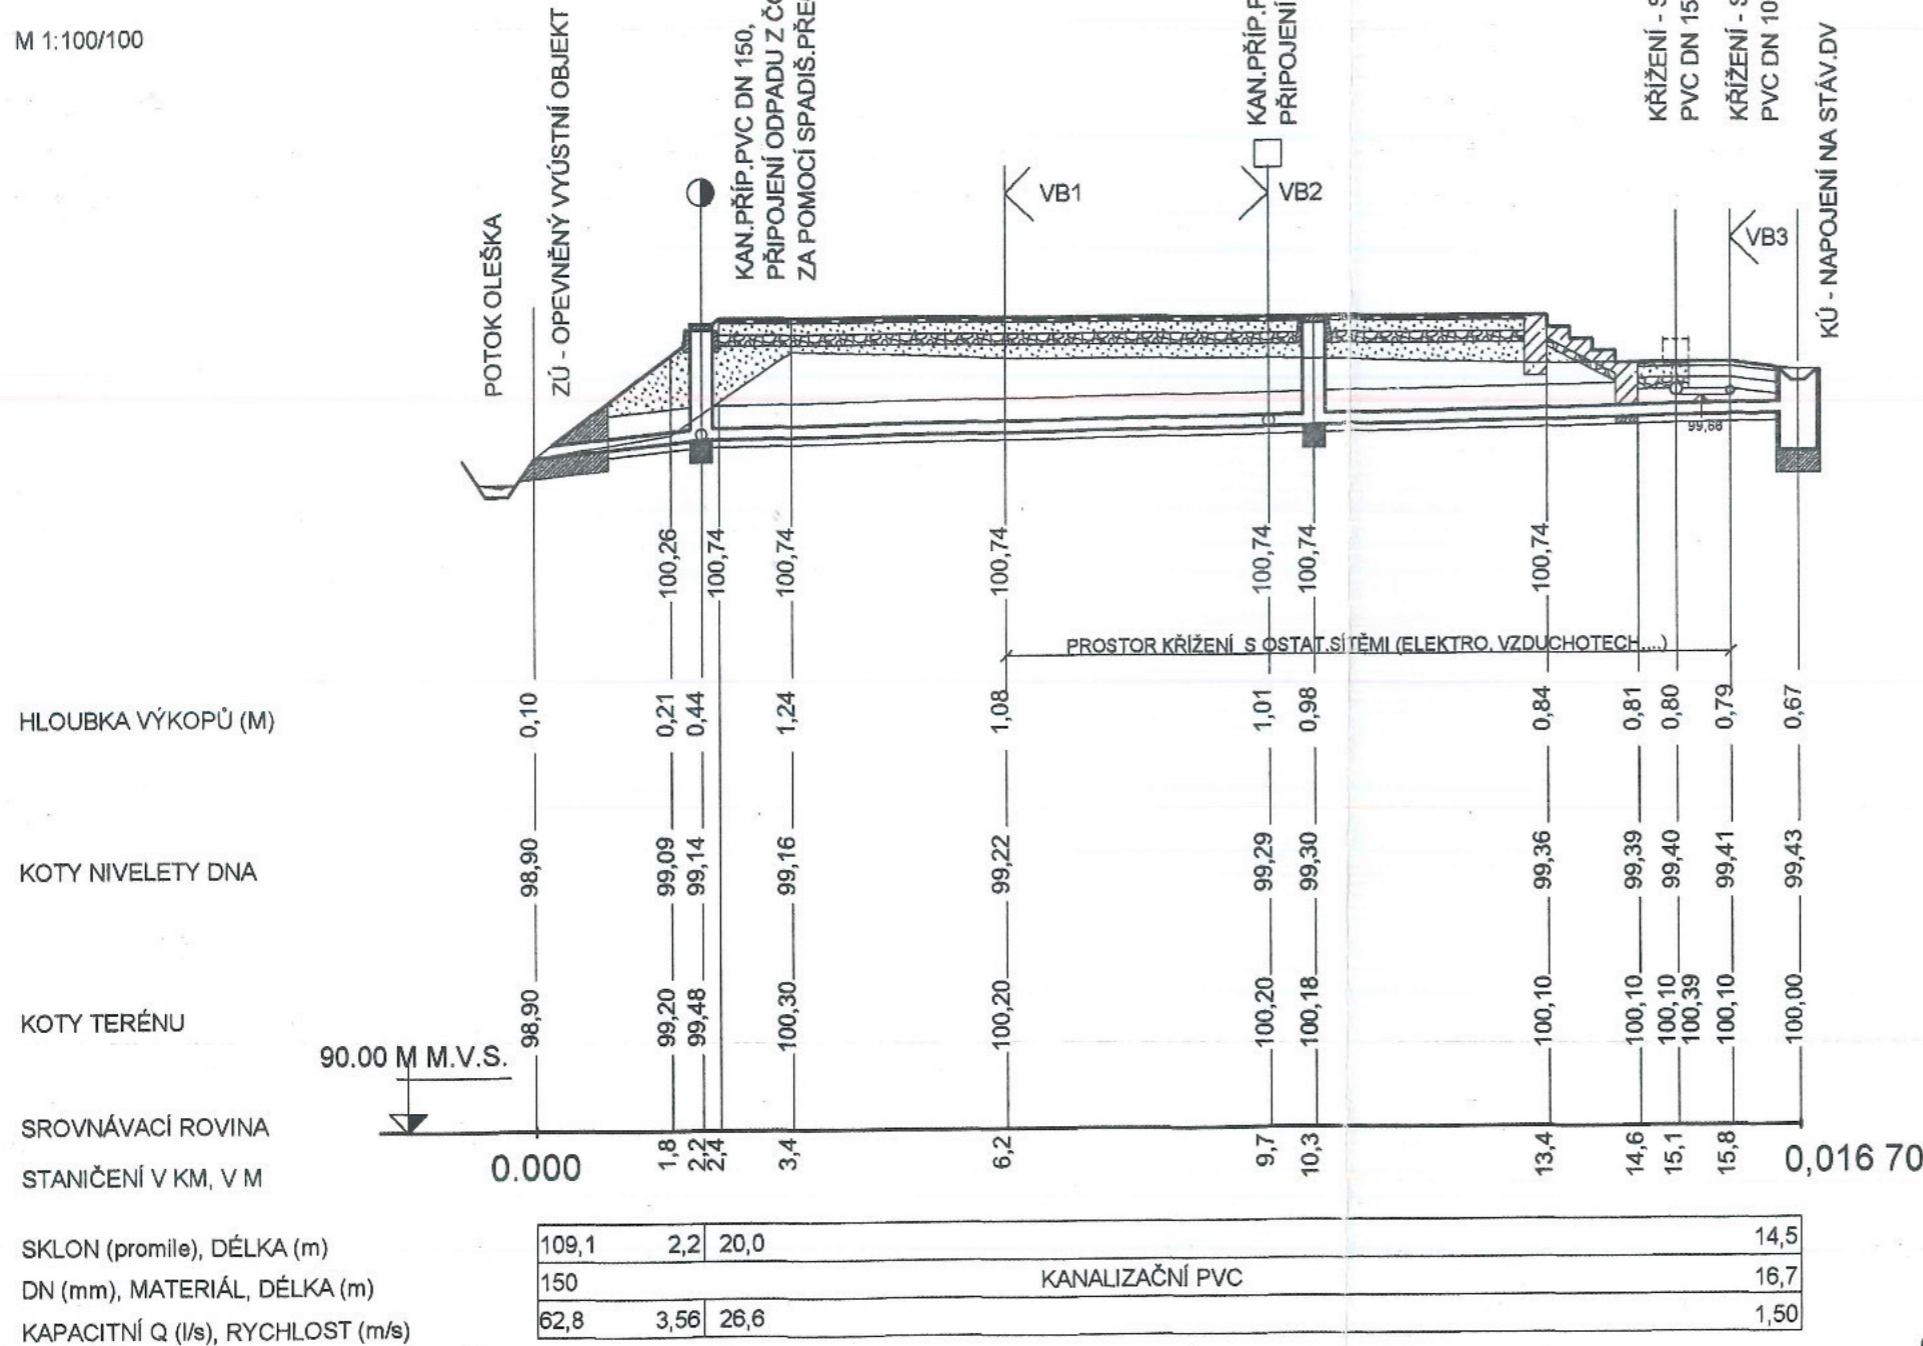 M 1:100/100
POTOK OLEŠKA
ZÚ - OPEVNĚNÝ VYÚSTNÍ OBJEKT
KAN.PŘÍP.PVC DN 150,
PŘIPOJENÍ ODPADU Z
ZA POMOCÍ
VB1
KAN.PŘÍP.
PŘIPOJENÍ
VB2
KŘÍŽENÍ -
PVC DN
KŘÍŽENÍ -
PVC DN
VB3
KÚ - NAPOJENÍ NA STÁV.DV
99,68
100,26 100,74 100,74 100,74 100,74 100,74 100,74
PROSTOR KŘÍŽENÍ S OSTAT.SÍTĚMI (ELEKTRO, VZDUCHOTECH....)
HLOUBKA VÝKOPŮ (M) 0,10 0,21 0,44 1,24 1,08 1,01 0,98 0,84 0,81 0,80 0,79 0,67
KOTY NIVELETY DNA 98,90 99,09 99,14 99,16 99,22 99,29 99,30 99,36 99,39 99,40 99,41 99,43
KOTY TERÉNU 98,90 99,20 99,48 100,30 100,20 100,20 100,18 100,10 100,10 100,10 100,39 100,10 100,00
90.00 M M.V.S.
SROVNÁVACÍ ROVINA
STANIČENÍ V KM, V M 0.000 1,8 2,2 2,4 3,4 6,2 9,7 10,3 13,4 14,6 15,1 15,8 0,016 70
SKLON (promile), DÉLKA (m) 109,1 2,2 20,0 14,5
DN (mm), MATERIÁL, DÉLKA (m) 150 KANALIZAČNÍ PVC 16,7
KAPACITNÍ Q (l/s), RYCHLOST (m/s) 62,8 3,56 26,6 1,50